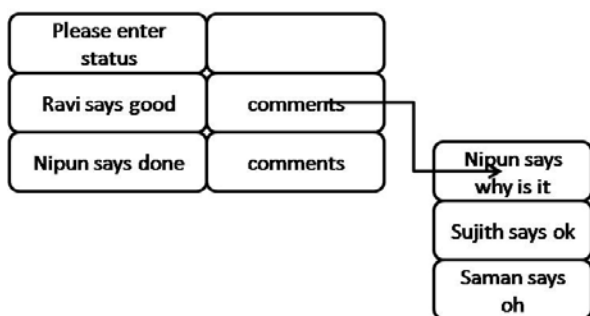 Please enter
status
Ravi says good
comments
Nipun says done
comments
Nipun says
why is it
Sujith says ok
Saman says
oh